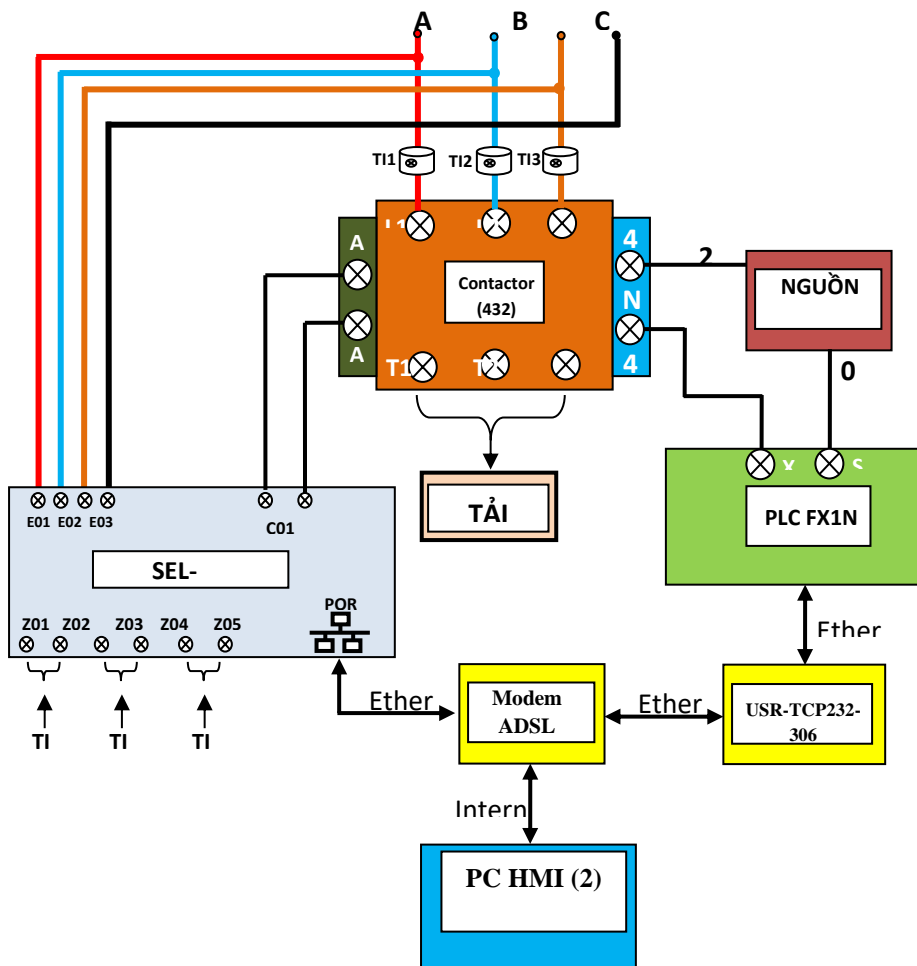 A
B
C
TI1
TI2
TI3
A
A
Contactor
(432)
T1
4
N
4
2
NGUỒN
0
E01
E02
E03
C01
TẢI
PLC FX1N
SEL-
POR
Z01
Z02
Z03
Z04
Z05
TI
TI
TI
Ether
Modem
ADSL
Ether
Ether
USR-TCP232-
306
Intern
PC HMI (2)